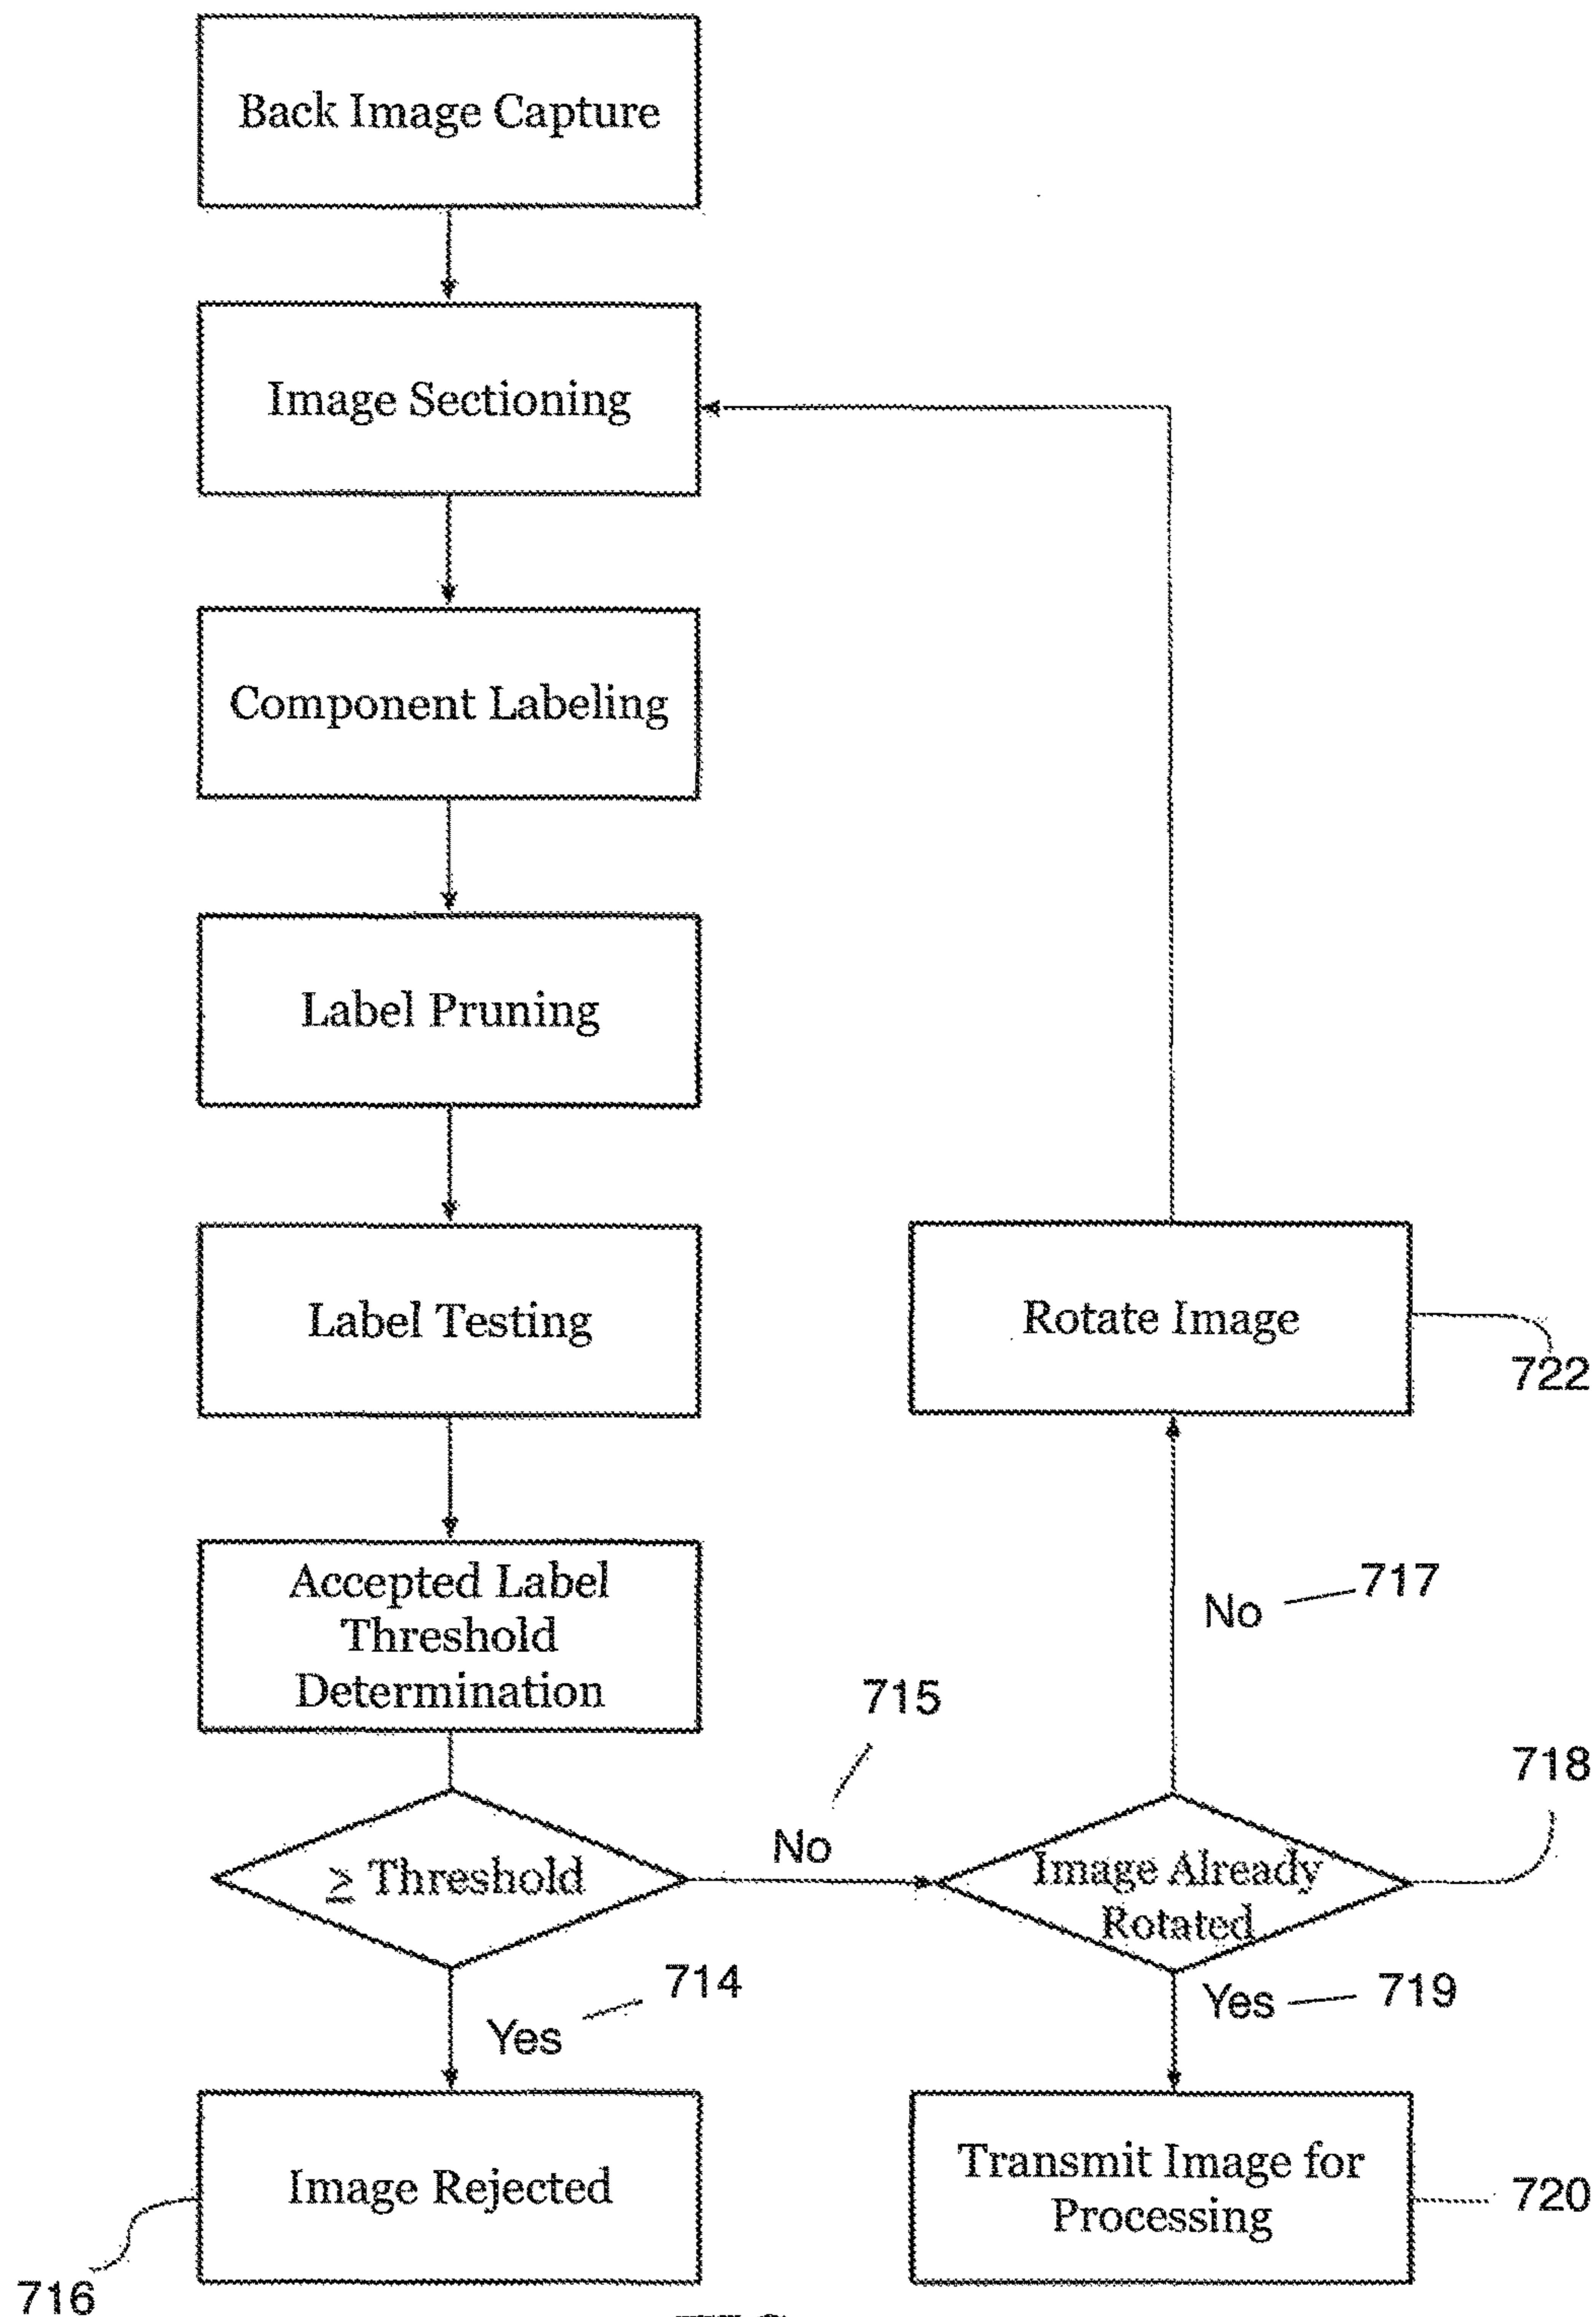 Back Image Capture
Image Sectioning
Component Labeling
Label Pruning
Label Testing
Rotate Image
722
Accepted Label
Threshold
Determination
No
717
715
718
≥ Threshold
No
Image Already
Rotated
714
Yes
Yes
719
Image Rejected
Transmit Image for
Processing
720
716